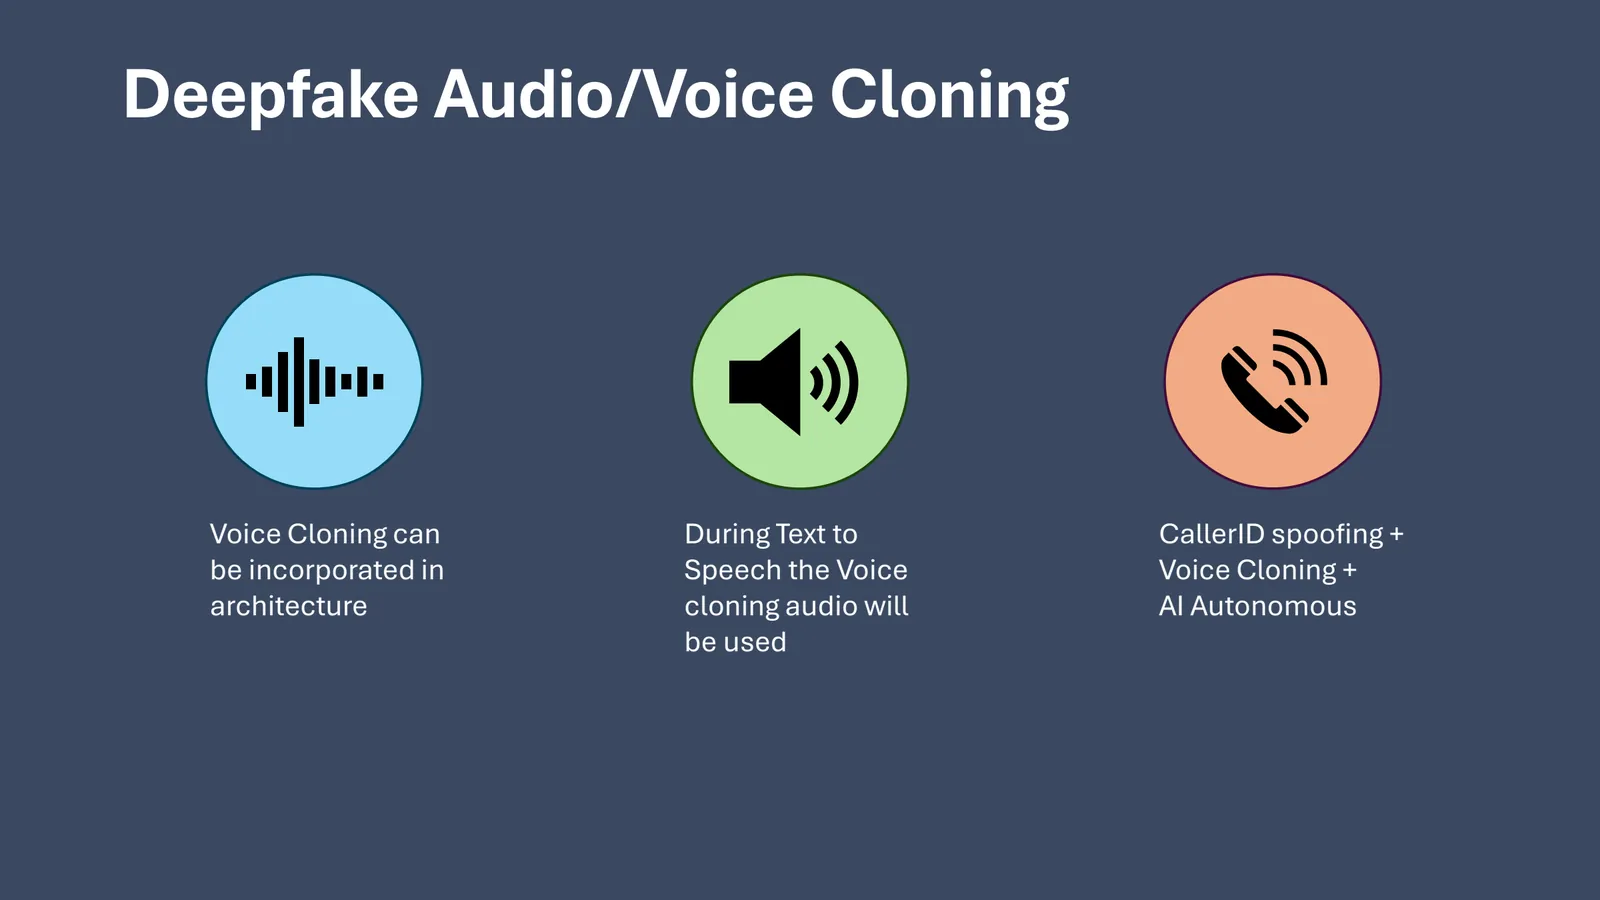 Deepfake Audio/Voice Cloning
Voice Cloning can
be incorporated in
architecture
During Text to
Speech the Voice
cloning audio will
be used
CallerID spoofing +
Voice Cloning +
AI Autonomous